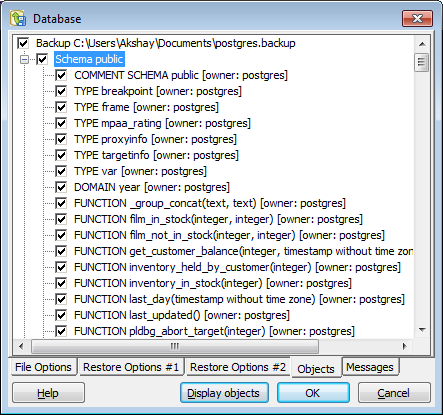 Database
Backup C:\Users\Akshay\Documents\postgres.backup
Schema public
COMMENT SCHEMA public [owner: postgres]
TYPE breakpoint [owner: postgres]
TYPE frame [owner: postgres]
TYPE mpaa_rating [owner: postgres]
TYPE proxyinfo [owner: postgres]
TYPE targetinfo [owner: postgres]
TYPE var [owner: postgres]
DOMAIN year [owner: postgres]
FUNCTION _group_concat(text, text) [owner: postgres]
FUNCTION film_in_stock(integer, integer) [owner: postgres]
FUNCTION film_not_in_stock(integer, integer) [owner: postgres]
FUNCTION get_customer_balance(integer, timestamp without time zon
FUNCTION inventory_held_by_customer(integer) [owner: postgres]
FUNCTION inventory_in_stock(integer) [owner: postgres]
FUNCTION last_day(timestamp without time zone) [owner: postgres]
FUNCTION last_updated() [owner: postgres]
FUNCTION pldbg_abort_target(integer) [owner: postgres]
File Options Restore Options #1 Restore Options #2 Objects Messages
Help Display objects OK Cancel